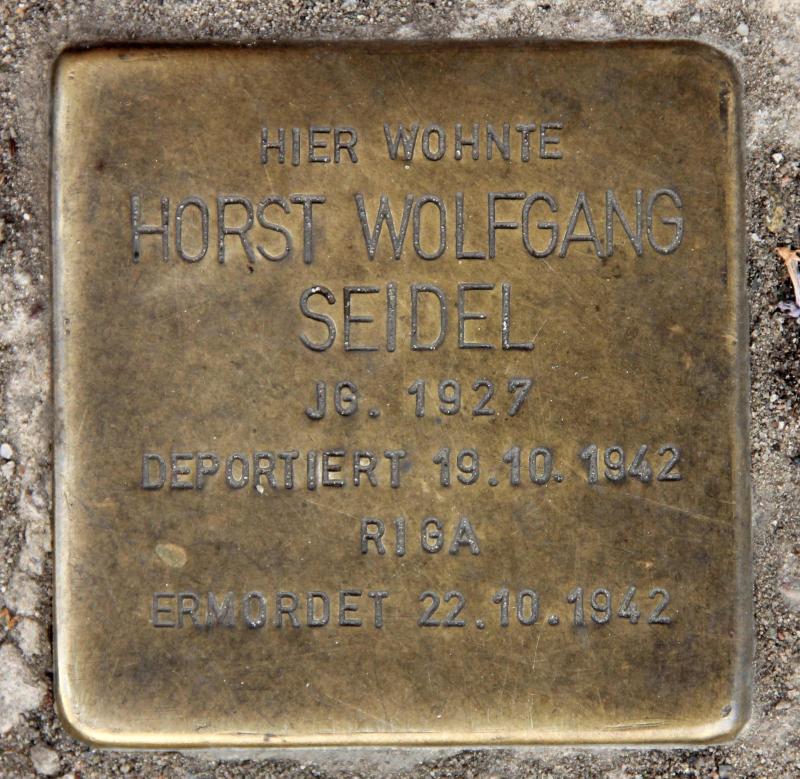 HIER WOHNTE
HORST WOLFGANG
SEIDEL
JG. 1927
DEPORTIERT 19.10.1942
RIGA
ERMORDET 22.10.1942